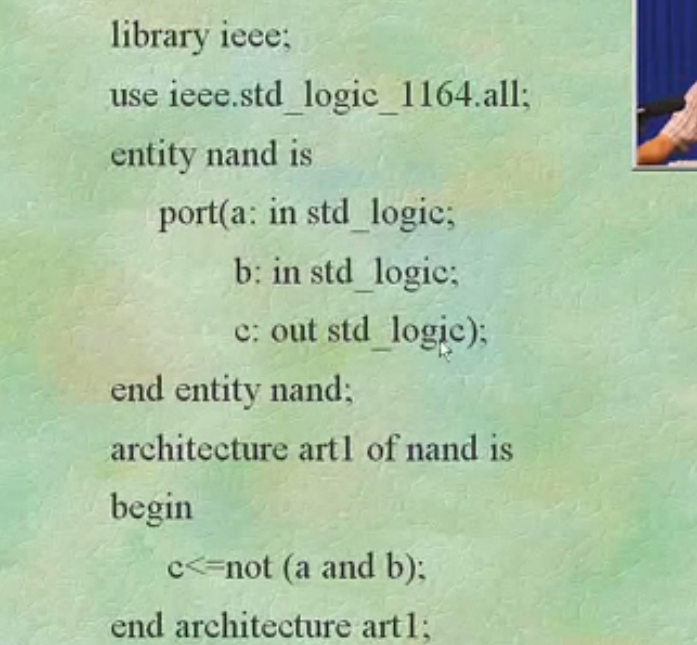 library ieee;
use ieee.std_logic_1164.all;
entity nand is
port(a: in std_logic;
b: in std_logic;
c: out std_logic);
end entity nand;
architecture art1 of nand is
begin
c<=not (a and b);
end architecture art1;